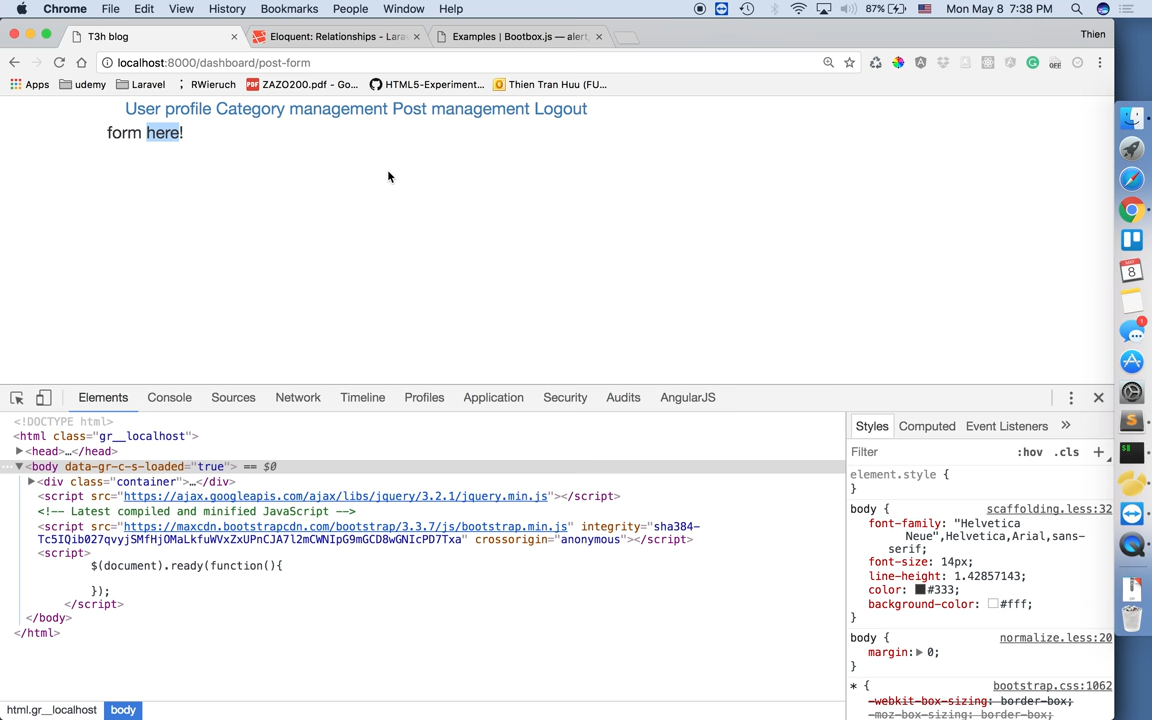 Chrome File Edit View History Bookmarks People Window Help 87% Mon May 8 7:38 PM
T3h blog × Eloquent: Relationships - Lara × Examples | Bootbox.js — alert, × Thien
localhost:8000/dashboard/post-form OFF
Apps udemy Laravel RWieruch PDF ZAZO200.pdf - Go... HTML5-Experiment... Thien Tran Huu (FU...
User profile Category management Post management Logout
form here!
8
1
Elements Console Sources Network Timeline Profiles Application Security Audits AngularJS
<!DOCTYPE html>
<html class="gr__localhost">
<head>…</head>
<body data-gr-c-s-loaded="true"> == $0
<div class="container">…</div>
<script src="https://ajax.googleapis.com/ajax/libs/jquery/3.2.1/jquery.min.js"></script>
<!-- Latest compiled and minified JavaScript -->
<script src="https://maxcdn.bootstrapcdn.com/bootstrap/3.3.7/js/bootstrap.min.js" integrity="sha384-
Tc5IQib027qvyjSMfHjOMaLkfuWVxZxUPnCJA7l2mCWNIpG9mGCD8wGNIcPD7Txa" crossorigin="anonymous"></script>
<script>
$(document).ready(function(){
});
</script>
</body>
</html>
html.gr__localhost body
Styles Computed Event Listeners »
Filter :hov .cls +
element.style {
}
body { scaffolding.less:32
font-family: "Helvetica
Neue",Helvetica,Arial,sans-
serif;
font-size: 14px;
line-height: 1.42857143;
color: #333;
background-color: #fff;
}
body { normalize.less:20
margin: 0;
}
* { bootstrap.css:1062
-webkit-box-sizing: border-box;
-moz-box-sizing: border-box;